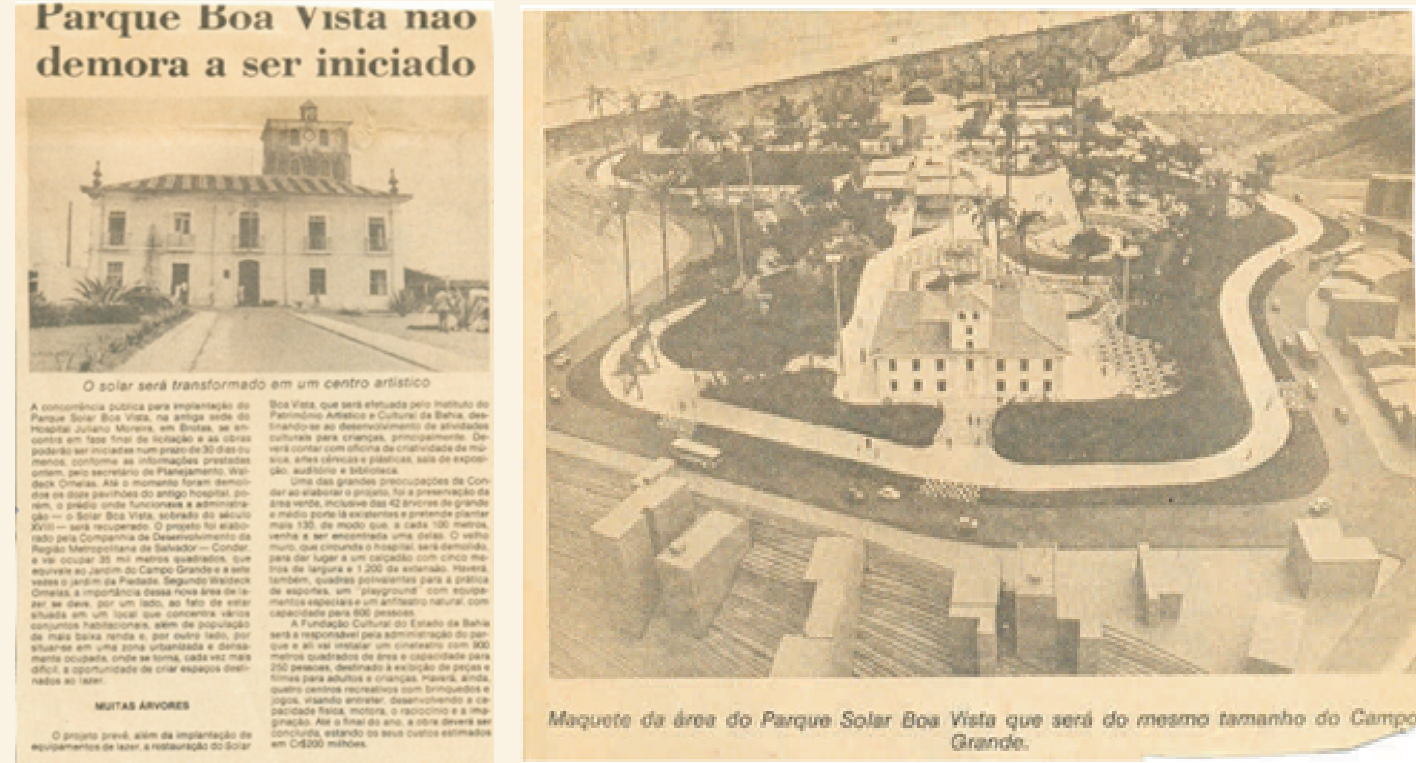 Parque Boa Vista não
demora a ser iniciado
O solar será transformado em um centro artístico
A concorrência pública para implantação do
Parque Solar Boa Vista, na antiga sede do
Hospital Juliano Moreira, em Brotas, se en-
contra em fase final de licitação e as obras
poderão ser iniciadas num prazo de 30 dias ou
menos, conforme as informações prestadas
ontem, pelo secretário de Planejamento, Wal-
deck Ornelas. Até o momento foram demoli-
dos os doze pavilhões do antigo hospital, po-
rém, o prédio onde funcionava a administra-
ção — o Solar Boa Vista, sobrado do século
XVIII — será recuperado. O projeto foi elabo-
rado pela Companhia de Desenvolvimento da
Região Metropolitana de Salvador — Conder,
e vai ocupar 35 mil metros quadrados, que
equivale ao Jardim do Campo Grande e a sete
vezes o jardim da Piedade. Segundo Waldeck
Ornelas, a importância dessa nova área de la-
zer se deve, por um lado, ao fato de estar
situada em um local que concentra vários
conjuntos habitacionais, além de população
de mais baixa renda e, por outro lado, por
situar-se em uma zona urbanizada e densa-
mente ocupada, onde se torna, cada vez mais
difícil, a oportunidade de criar espaços desti-
nados ao lazer.
MUITAS ÁRVORES
O projeto prevê, além da implantação de
equipamentos de lazer, a restauração do Solar
Boa Vista, que será efetuada pelo Instituto do
Patrimônio Artístico e Cultural da Bahia, des-
tinando-se ao desenvolvimento de atividades
culturais para crianças, principalmente. De-
verá contar com oficina de criatividade de mú-
sica, artes cênicas e plásticas, sala de exposi-
ção, auditório e biblioteca.
Uma das grandes preocupações da Con-
der ao elaborar o projeto, foi a preservação da
área verde, inclusive das 42 árvores de grande
e médio porte lá existentes e pretende plantar
mais 130, de modo que, a cada 100 metros,
venha a ser encontrada uma delas. O velho
muro, que circunda o hospital, será demolido,
para dar lugar a um calçadão com cinco me-
tros de largura e 1.200 de extensão. Haverá,
também, quadras polivalentes para a prática
de esportes, um "playground" com equipa-
mentos especiais e um anfiteatro natural, com
capacidade para 600 pessoas.
A Fundação Cultural do Estado da Bahia
será a responsável pela administração do par-
que e ali vai instalar um cineteatro com 900
metros quadrados de área e capacidade para
250 pessoas, destinado à exibição de peças e
filmes para adultos e crianças. Haverá, ainda,
quatro centros recreativos com brinquedos e
jogos, visando entreter, desenvolvendo a ca-
pacidade física, motora, o raciocínio e a ima-
ginação. Até o final do ano, a obra deverá ser
concluída, estando os seus custos estimados
em Cr$200 milhões.
Maquete da área do Parque Solar Boa Vista que será do mesmo tamanho do Campo
Grande.